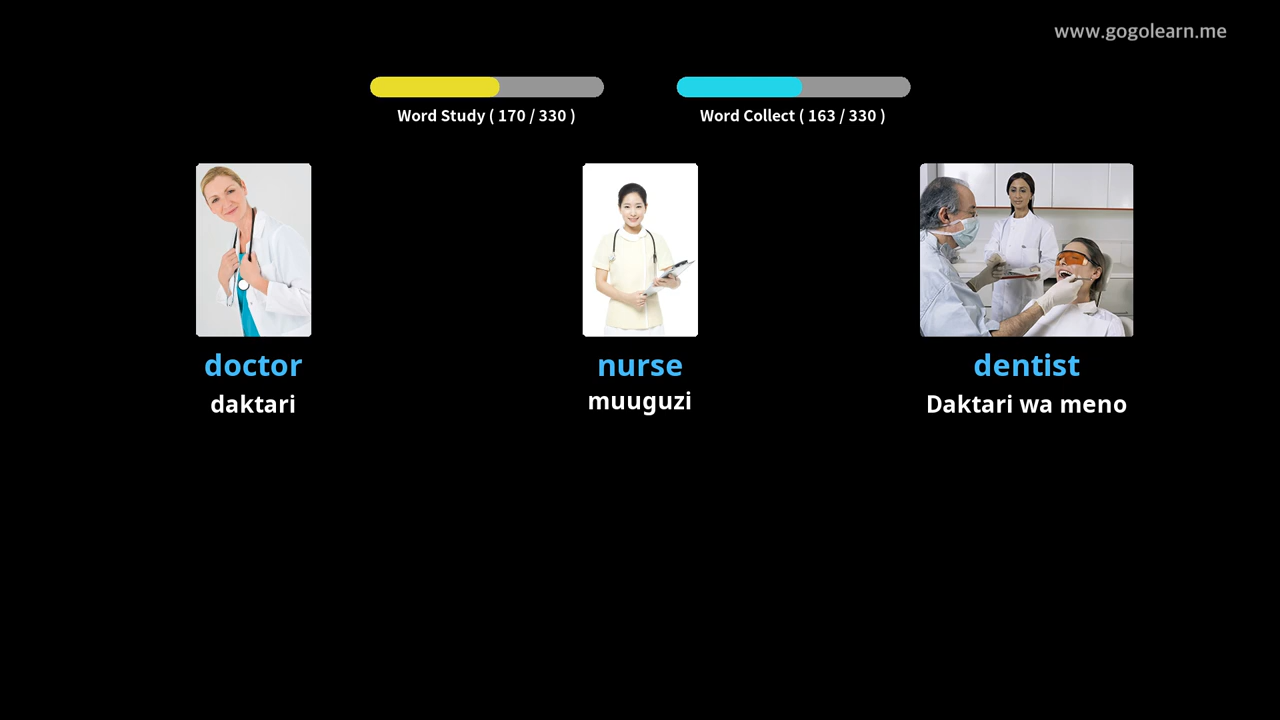 www.gogolearn.me
Word Study ( 170 / 330 )
Word Collect ( 163 / 330 )
doctor
daktari
nurse
muuguzi
dentist
Daktari wa meno